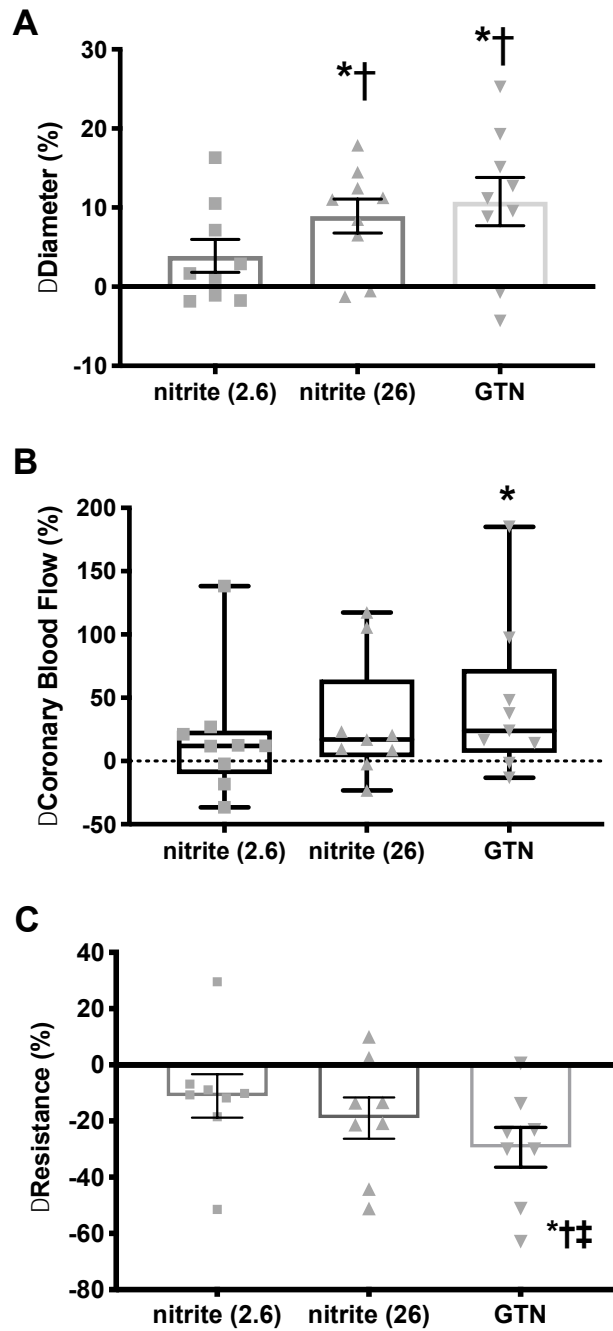 A
30
20
10
0
-10
DDiameter (%)
*†
*†
nitrite (2.6) nitrite (26) GTN
B
200
150
100
50
0
-50
DCoronary Blood Flow (%)
*
nitrite (2.6) nitrite (26) GTN
C
40
20
0
-20
-40
-60
-80
DResistance (%)
*†‡
nitrite (2.6) nitrite (26) GTN